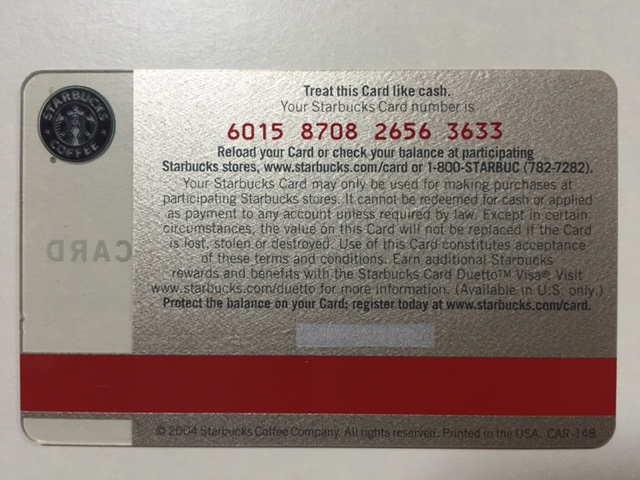 STARBUCKS
COFFEE
CARD
Treat this Card like cash.
Your Starbucks Card number is
6015 8708 2656 3633
Reload your Card or check your balance at participating
Starbucks stores, www.starbucks.com/card or 1-800-STARBUC (782-7282).
Your Starbucks Card may only be used for making purchases at
participating Starbucks stores. It cannot be redeemed for cash or applied
as payment to any account unless required by law. Except in certain
circumstances, the value on this Card will not be replaced if the Card
is lost, stolen or destroyed. Use of this Card constitutes acceptance
of these terms and conditions. Earn additional Starbucks
rewards and benefits with the Starbucks Card Duetto™ Visa®. Visit
www.starbucks.com/duetto for more information. (Available in U.S. only.)
Protect the balance on your Card; register today at www.starbucks.com/card.
© 2004 Starbucks Coffee Company. All rights reserved. Printed in the USA. CAR-148